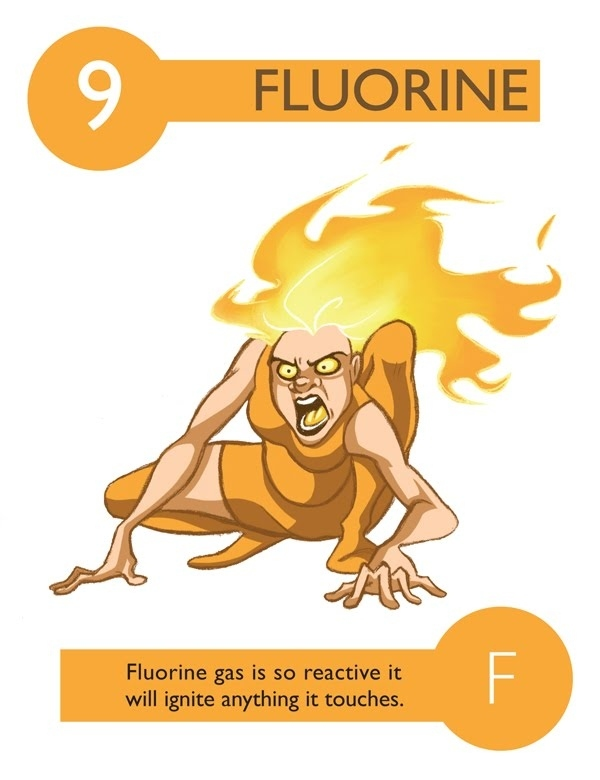 9
FLUORINE
Fluorine gas is so reactive it
will ignite anything it touches.
F